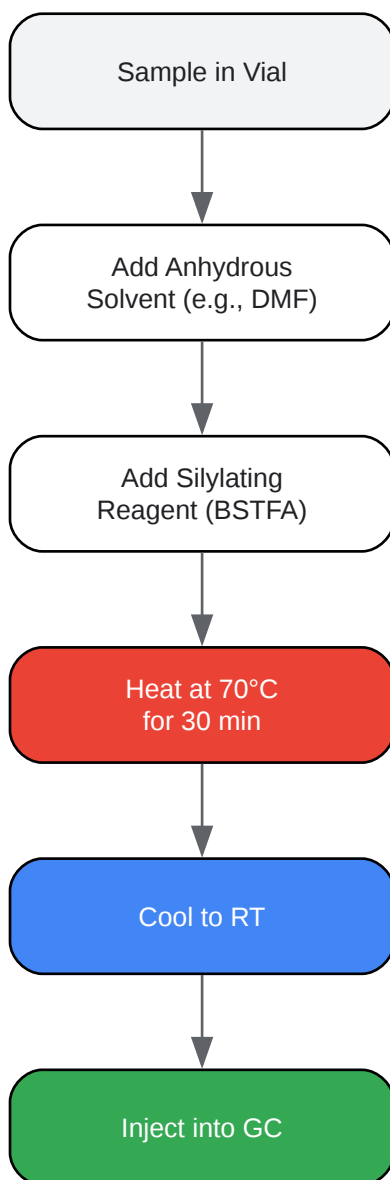 Sample in Vial
Add Anhydrous
Solvent (e.g., DMF)
Add Silylating
Reagent (BSTFA)
Heat at 70°C
for 30 min
Cool to RT
Inject into GC